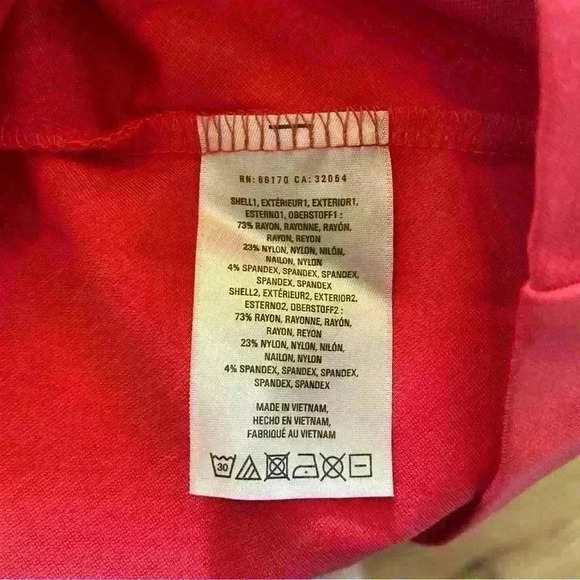 RN: 66170 CA: 32054
SHELL1, EXTÉRIEUR1, EXTERIOR1,
ESTERNO1, OBERSTOFF1 :
73% RAYON, RAYONNE, RAYÓN,
RAYON, REYON
23% NYLON, NYLON, NILÓN,
NAILON, NYLON
4% SPANDEX, SPANDEX, SPANDEX,
SPANDEX, SPANDEX
SHELL2, EXTÉRIEUR2, EXTERIOR2,
ESTERNO2, OBERSTOFF2 :
73% RAYON, RAYONNE, RAYÓN,
RAYON, REYON
23% NYLON, NYLON, NILÓN,
NAILON, NYLON
4% SPANDEX, SPANDEX, SPANDEX,
SPANDEX, SPANDEX
MADE IN VIETNAM,
HECHO EN VIETNAM,
FABRIQUÉ AU VIETNAM
30